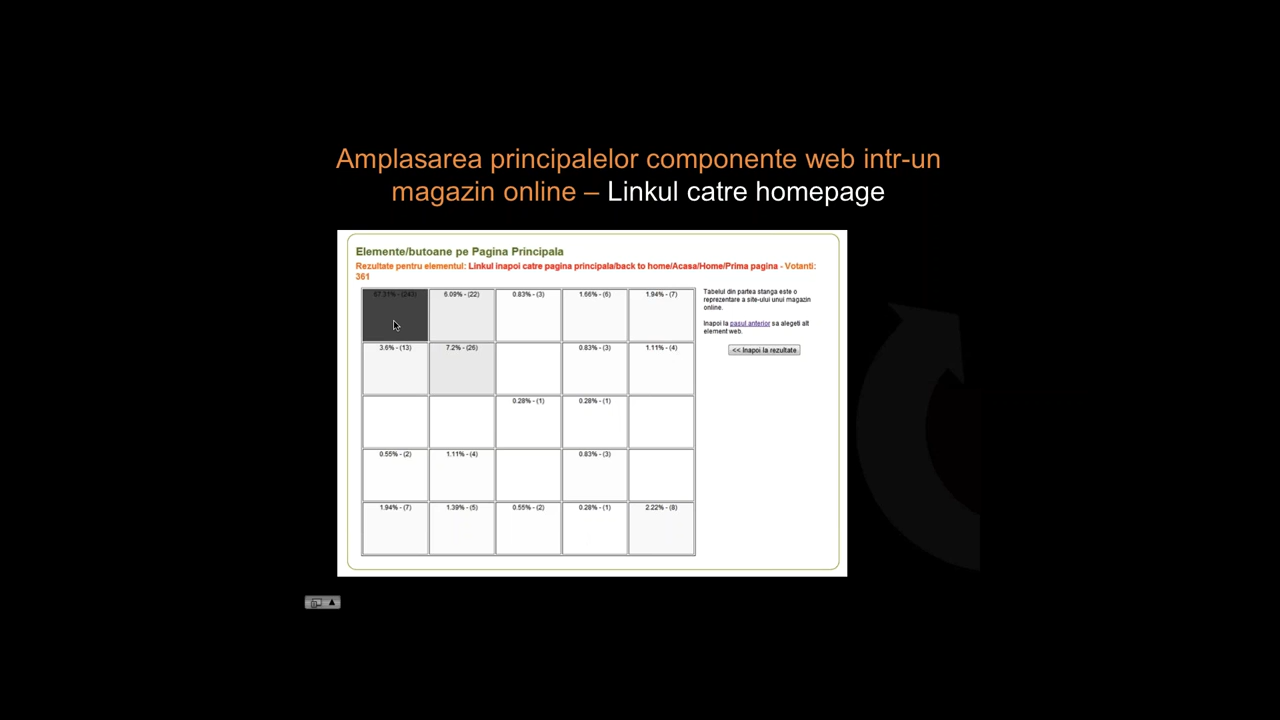 Amplasarea principalelor componente web intr-un
magazin online – Linkul catre homepage
Elemente/butoane pe Pagina Principala
Rezultate pentru elementul: Linkul inapoi catre pagina principala/back to home/Acasa/Home/Prima pagina - Votanti:
361
67.31% - (243) 6.09% - (22) 0.83% - (3) 1.66% - (6) 1.94% - (7)
3.6% - (13) 7.2% - (26) 0.83% - (3) 1.11% - (4)
0.28% - (1) 0.28% - (1)
0.55% - (2) 1.11% - (4) 0.83% - (3)
1.94% - (7) 1.39% - (5) 0.55% - (2) 0.28% - (1) 2.22% - (8)
Tabelul din partea stanga este o
reprezentare a site-ului unui magazin
online.
Inapoi la pasul anterior sa alegeti alt
element web.
<< Inapoi la rezultate